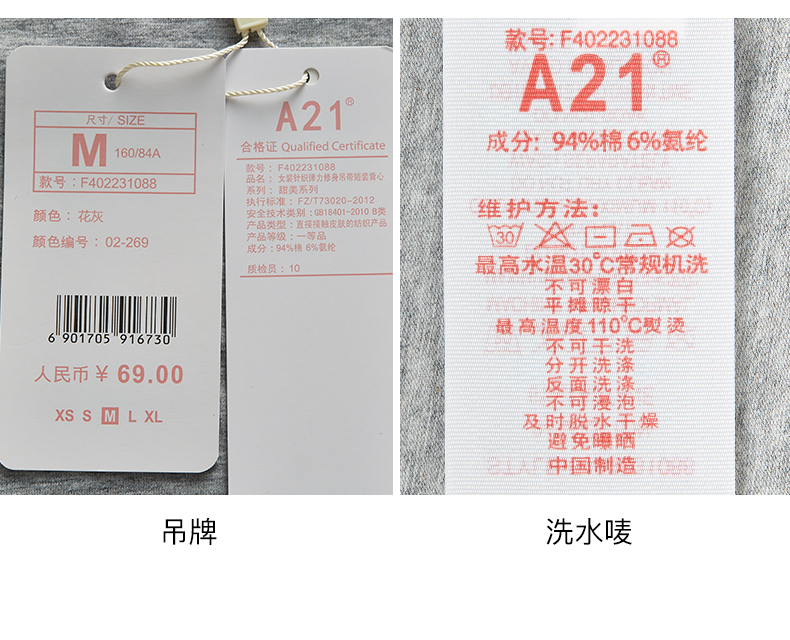 尺寸/ SIZE
M 160/84A
款号：F402231088
颜色：花灰
颜色编号：02-269
6 901705 916730
人民币 ¥ 69.00
XS S M L XL
A21®
合格证 Qualified Certificate
款号：F402231088
品名：女装针织弹力修身吊带短装背心
系列：甜美系列
执行标准：FZ/T73020-2012
安全技术类别：GB18401-2010 B类
产品类型：直接接触皮肤的纺织产品
产品等级：一等品
成分：94%棉 6%氨纶
质检员：10
吊牌
款号: F402231088
A21®
成分: 94%棉 6%氨纶
维护方法:
30
最高水温30°C常规机洗
不可漂白
平摊晾干
最高温度110°C熨烫
不可干洗
分开洗涤
反面洗涤
不可浸泡
及时脱水干燥
避免曝晒
中国制造
洗水唛